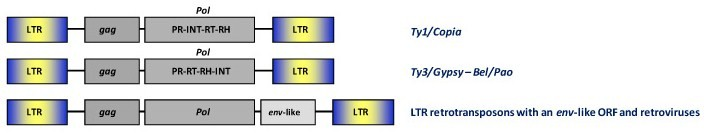 Pol
LTR gag PR-INT-RT-RH LTR Ty1/Copia
Pol
LTR gag PR-RT-RH-INT LTR Ty3/Gypsy – Bel/Pao
LTR gag Pol env-like LTR LTR retrotransposons with an env-like ORF and retroviruses